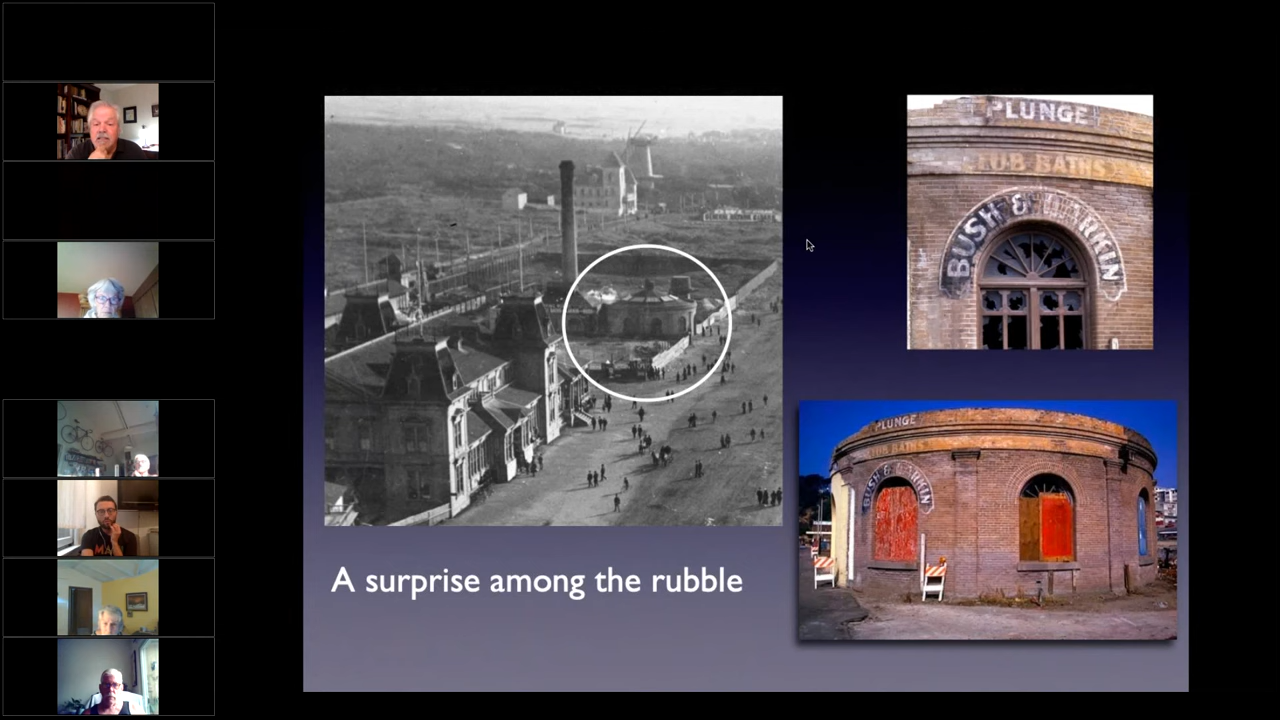 A surprise among the rubble
PLUNGE
TUB BATHS
BUSH & LARKIN
PLUNGE
TUB BATHS
BUSH & LARKIN